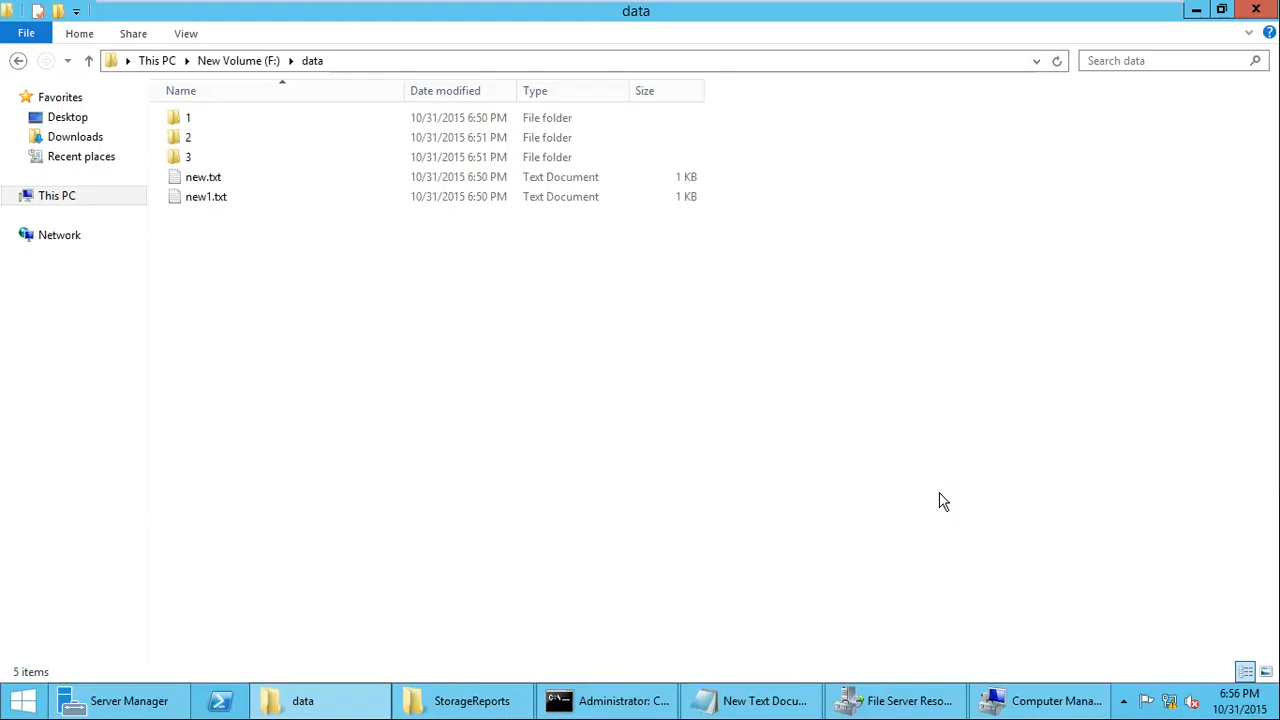 data
File
Home
Share
View
This PC
New Volume (F:)
data
Search data
Favorites
Desktop
Downloads
Recent places
This PC
Network
Name
Date modified
Type
Size
1
10/31/2015 6:50 PM
File folder
2
10/31/2015 6:51 PM
File folder
3
10/31/2015 6:51 PM
File folder
new.txt
10/31/2015 6:50 PM
Text Document
1 KB
new1.txt
10/31/2015 6:50 PM
Text Document
1 KB
5 items
Server Manager
data
StorageReports
Administrator: C...
New Text Docu...
File Server Reso...
Computer Mana...
6:56 PM
10/31/2015